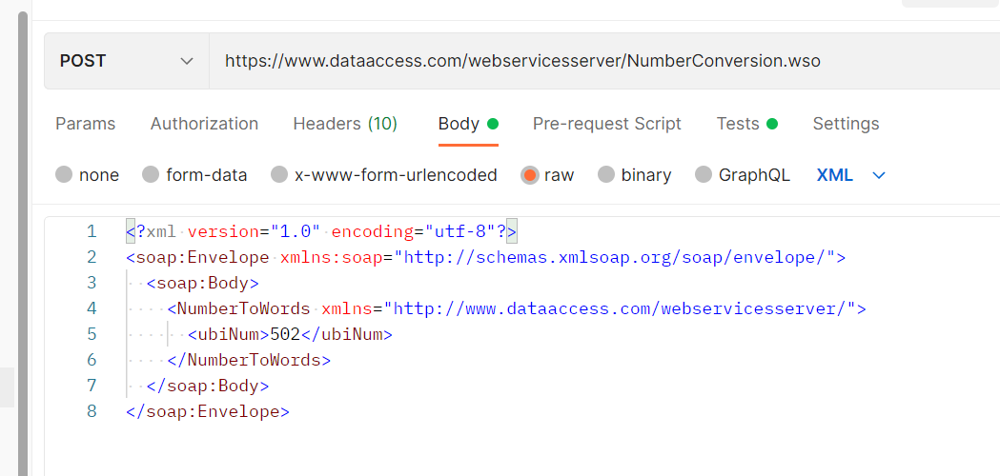 POST https://www.dataaccess.com/webservicesserver/NumberConversion.wso
Params Authorization Headers (10) Body Pre-request Script Tests Settings
none form-data x-www-form-urlencoded raw binary GraphQL XML
1 <?xml version="1.0" encoding="utf-8"?>
2 <soap:Envelope xmlns:soap="http://schemas.xmlsoap.org/soap/envelope/">
3 <soap:Body>
4 <NumberToWords xmlns="http://www.dataaccess.com/webservicesserver/">
5 <ubiNum>502</ubiNum>
6 </NumberToWords>
7 </soap:Body>
8 </soap:Envelope>